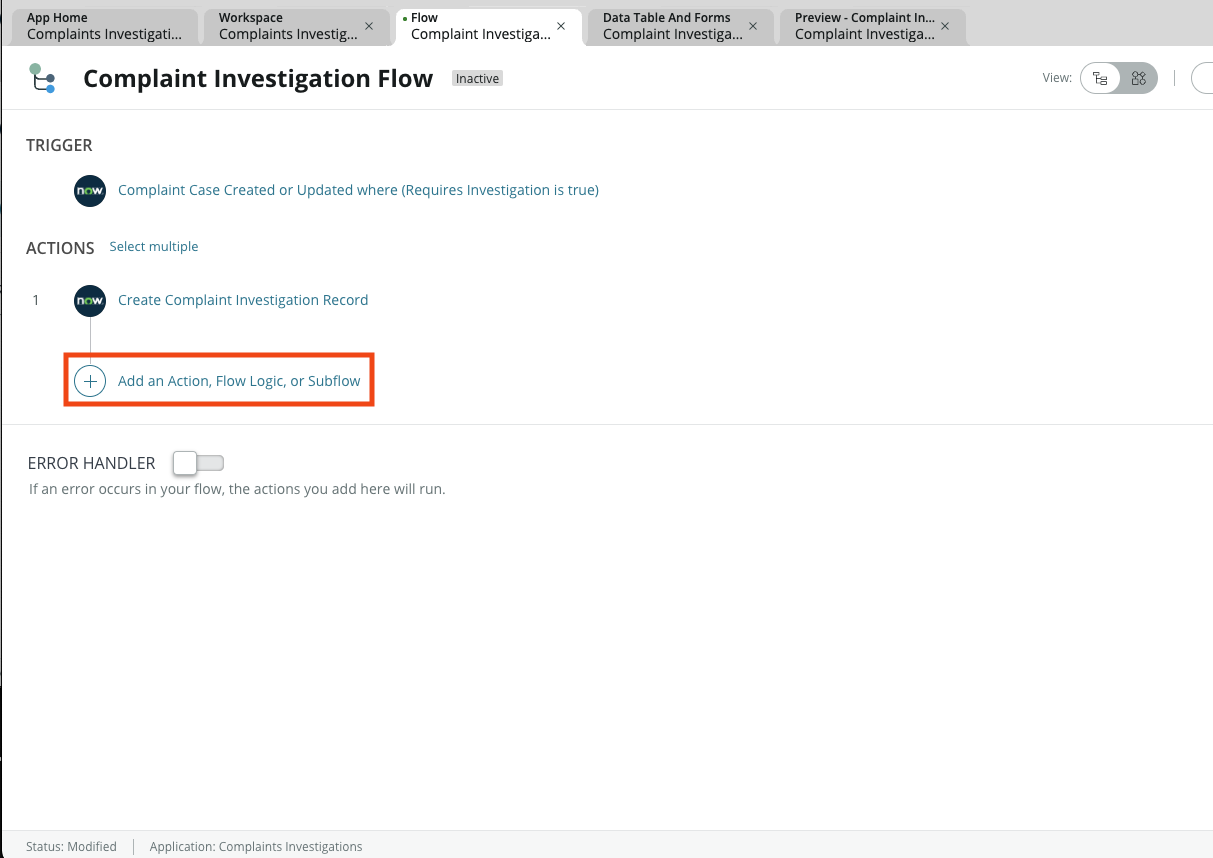 App Home
Complaints Investigati...
Workspace
Complaints Investig...
Flow
Complaint Investiga...
Data Table And Forms
Complaint Investiga...
Preview - Complaint In...
Complaint Investiga...
Complaint Investigation Flow Inactive
View:
TRIGGER
now. Complaint Case Created or Updated where (Requires Investigation is true)
ACTIONS Select multiple
1 now. Create Complaint Investigation Record
Add an Action, Flow Logic, or Subflow
ERROR HANDLER
If an error occurs in your flow, the actions you add here will run.
Status: Modified Application: Complaints Investigations